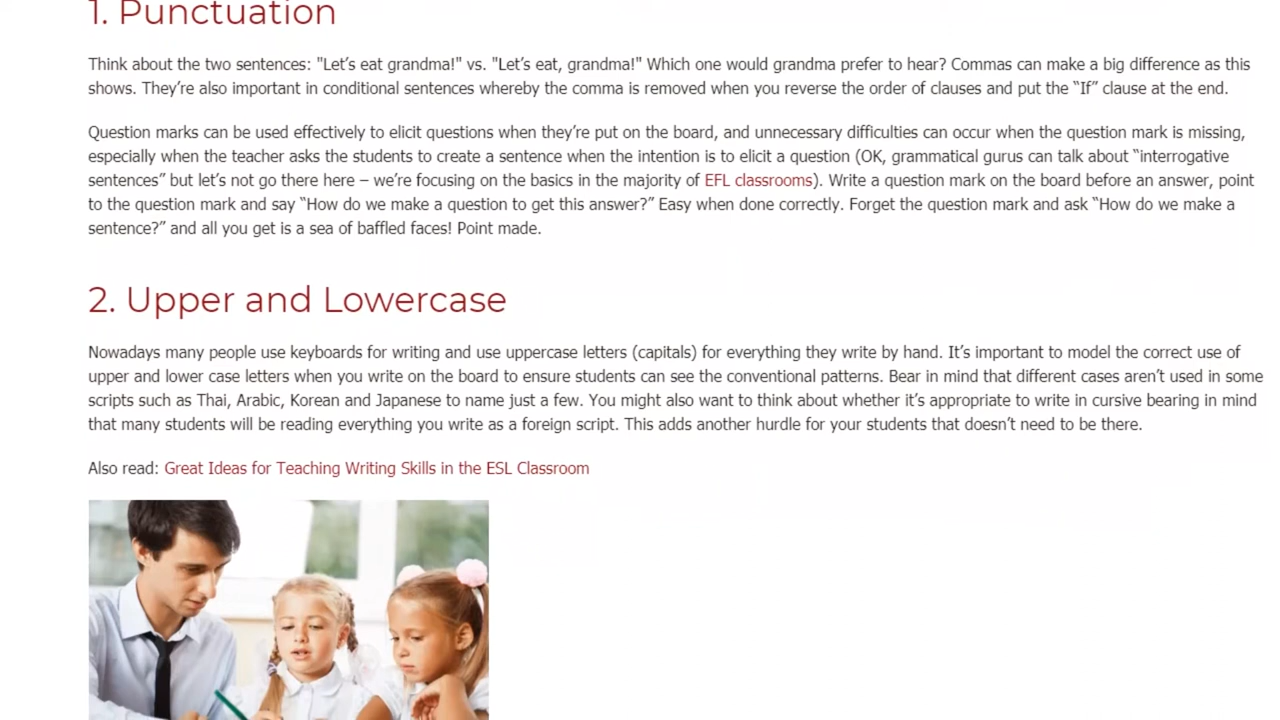 1. Punctuation
Think about the two sentences: "Let’s eat grandma!" vs. "Let’s eat, grandma!" Which one would grandma prefer to hear? Commas can make a big difference as this
shows. They’re also important in conditional sentences whereby the comma is removed when you reverse the order of clauses and put the “If” clause at the end.
Question marks can be used effectively to elicit questions when they’re put on the board, and unnecessary difficulties can occur when the question mark is missing,
especially when the teacher asks the students to create a sentence when the intention is to elicit a question (OK, grammatical gurus can talk about “interrogative
sentences” but let’s not go there here – we’re focusing on the basics in the majority of EFL classrooms). Write a question mark on the board before an answer, point
to the question mark and say “How do we make a question to get this answer?” Easy when done correctly. Forget the question mark and ask “How do we make a
sentence?” and all you get is a sea of baffled faces! Point made.
2. Upper and Lowercase
Nowadays many people use keyboards for writing and use uppercase letters (capitals) for everything they write by hand. It’s important to model the correct use of
upper and lower case letters when you write on the board to ensure students can see the conventional patterns. Bear in mind that different cases aren’t used in some
scripts such as Thai, Arabic, Korean and Japanese to name just a few. You might also want to think about whether it’s appropriate to write in cursive bearing in mind
that many students will be reading everything you write as a foreign script. This adds another hurdle for your students that doesn’t need to be there.
Also read: Great Ideas for Teaching Writing Skills in the ESL Classroom